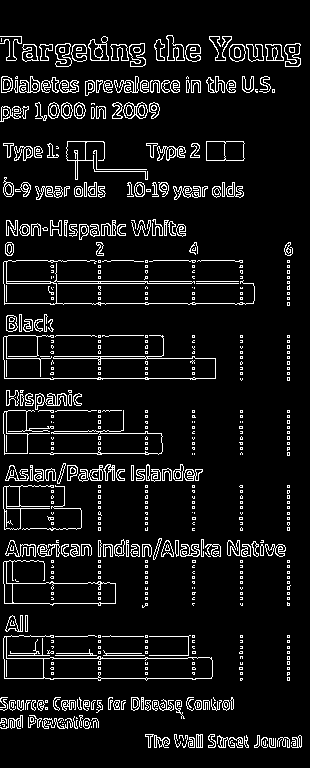 Targeting the Young
Diabetes prevalence in the U.S.
per 1,000 in 2009
Type 1: Type 2
0-9 year olds 10-19 year olds
Non-Hispanic White
0 2 4 6
Black
Hispanic
Asian/Pacific Islander
American Indian/Alaska Native
All
Source: Centers for Disease Control
and Prevention
The Wall Street Journal